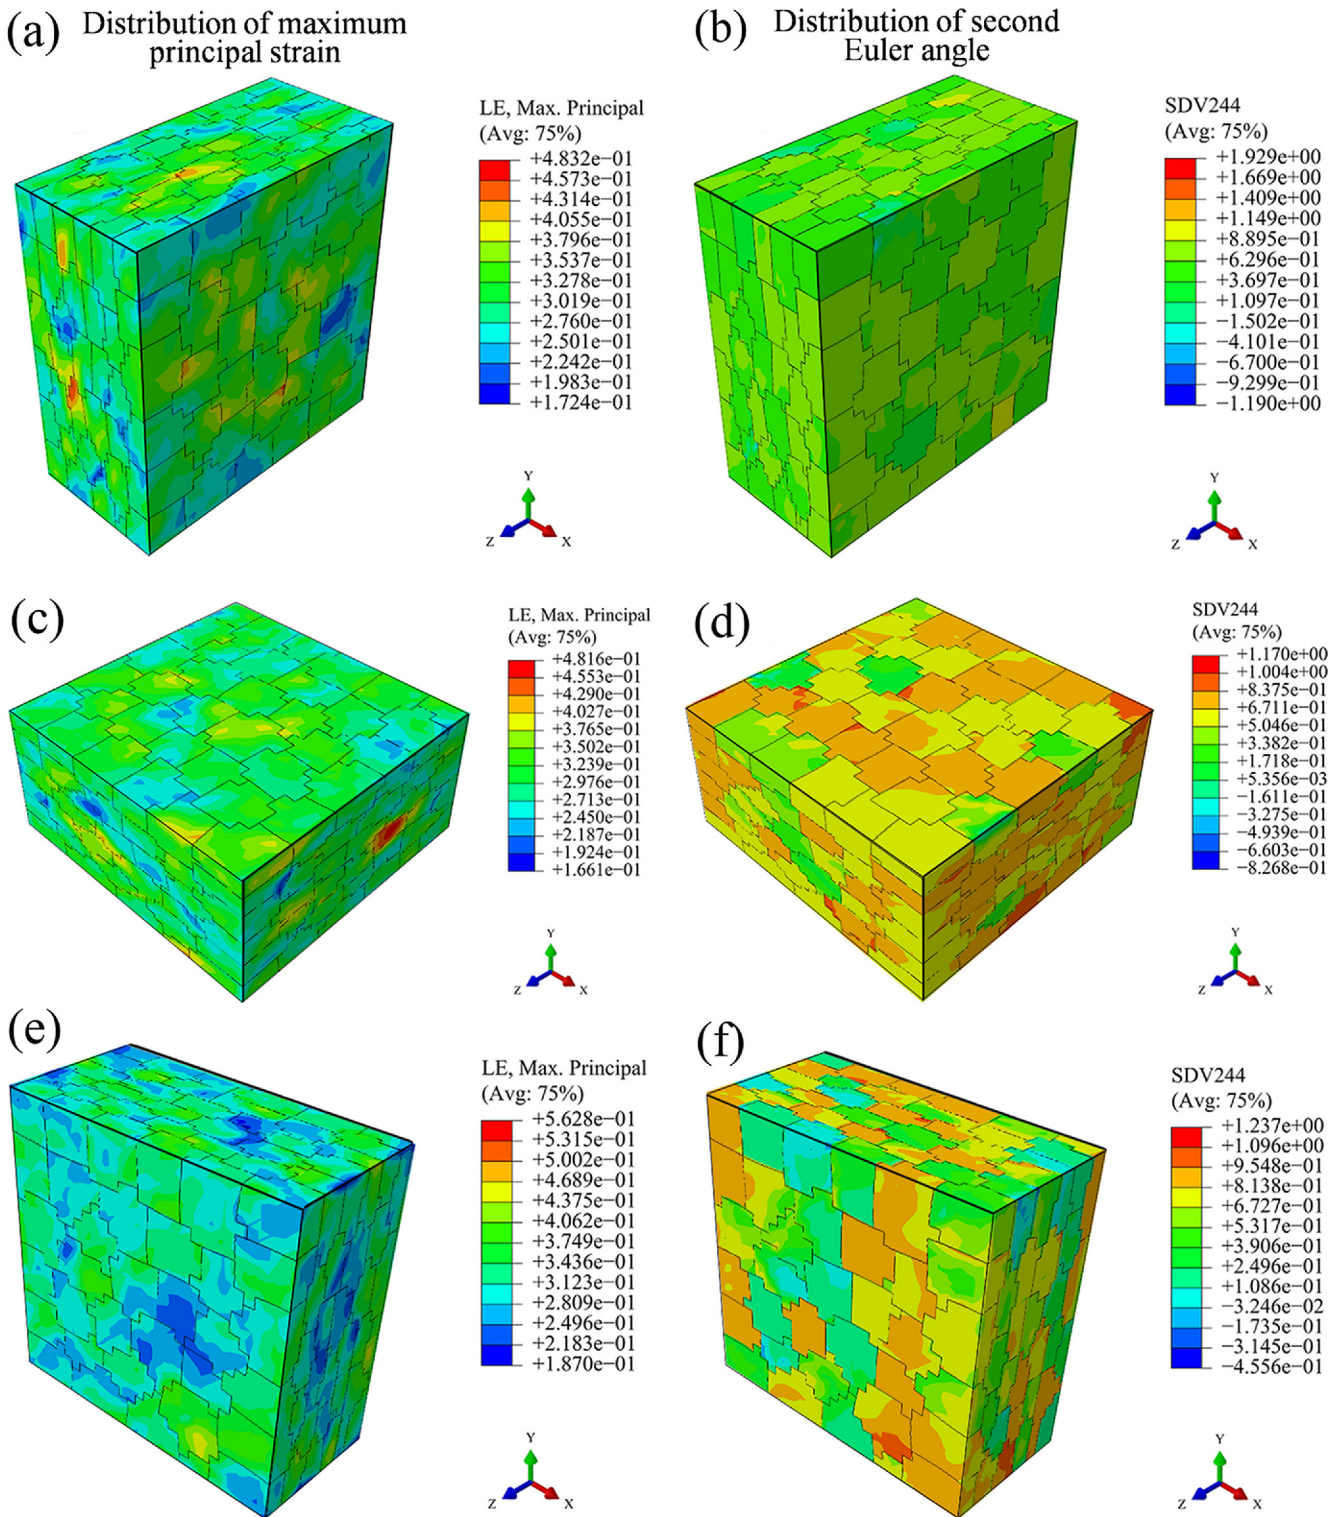 (a)
Distribution of maximum
principal strain
LE, Max. Principal
(Avg: 75%)
+4.832e−01
+4.573e−01
+4.314e−01
+4.055e−01
+3.796e−01
+3.537e−01
+3.278e−01
+3.019e−01
+2.760e−01
+2.501e−01
+2.242e−01
+1.983e−01
+1.724e−01
Y
Z
X
(b)
Distribution of second
Euler angle
SDV244
(Avg: 75%)
+1.929e+00
+1.669e+00
+1.409e+00
+1.149e+00
+8.895e−01
+6.296e−01
+3.697e−01
+1.097e−01
−1.502e−01
−4.101e−01
−6.700e−01
−9.299e−01
−1.190e+00
Y
Z
X
(c)
LE, Max. Principal
(Avg: 75%)
+4.816e−01
+4.553e−01
+4.290e−01
+4.027e−01
+3.765e−01
+3.502e−01
+3.239e−01
+2.976e−01
+2.713e−01
+2.450e−01
+2.187e−01
+1.924e−01
+1.661e−01
Y
Z
X
(d)
SDV244
(Avg: 75%)
+1.170e+00
+1.004e+00
+8.375e−01
+6.711e−01
+5.046e−01
+3.382e−01
+1.718e−01
+5.356e−03
−1.611e−01
−3.275e−01
−4.939e−01
−6.603e−01
−8.268e−01
Y
Z
X
(e)
LE, Max. Principal
(Avg: 75%)
+5.628e−01
+5.315e−01
+5.002e−01
+4.689e−01
+4.375e−01
+4.062e−01
+3.749e−01
+3.436e−01
+3.123e−01
+2.809e−01
+2.496e−01
+2.183e−01
+1.870e−01
Y
Z
X
(f)
SDV244
(Avg: 75%)
+1.237e+00
+1.096e+00
+9.548e−01
+8.138e−01
+6.727e−01
+5.317e−01
+3.906e−01
+2.496e−01
+1.086e−01
−3.246e−02
−1.735e−01
−3.145e−01
−4.556e−01
Y
Z
X